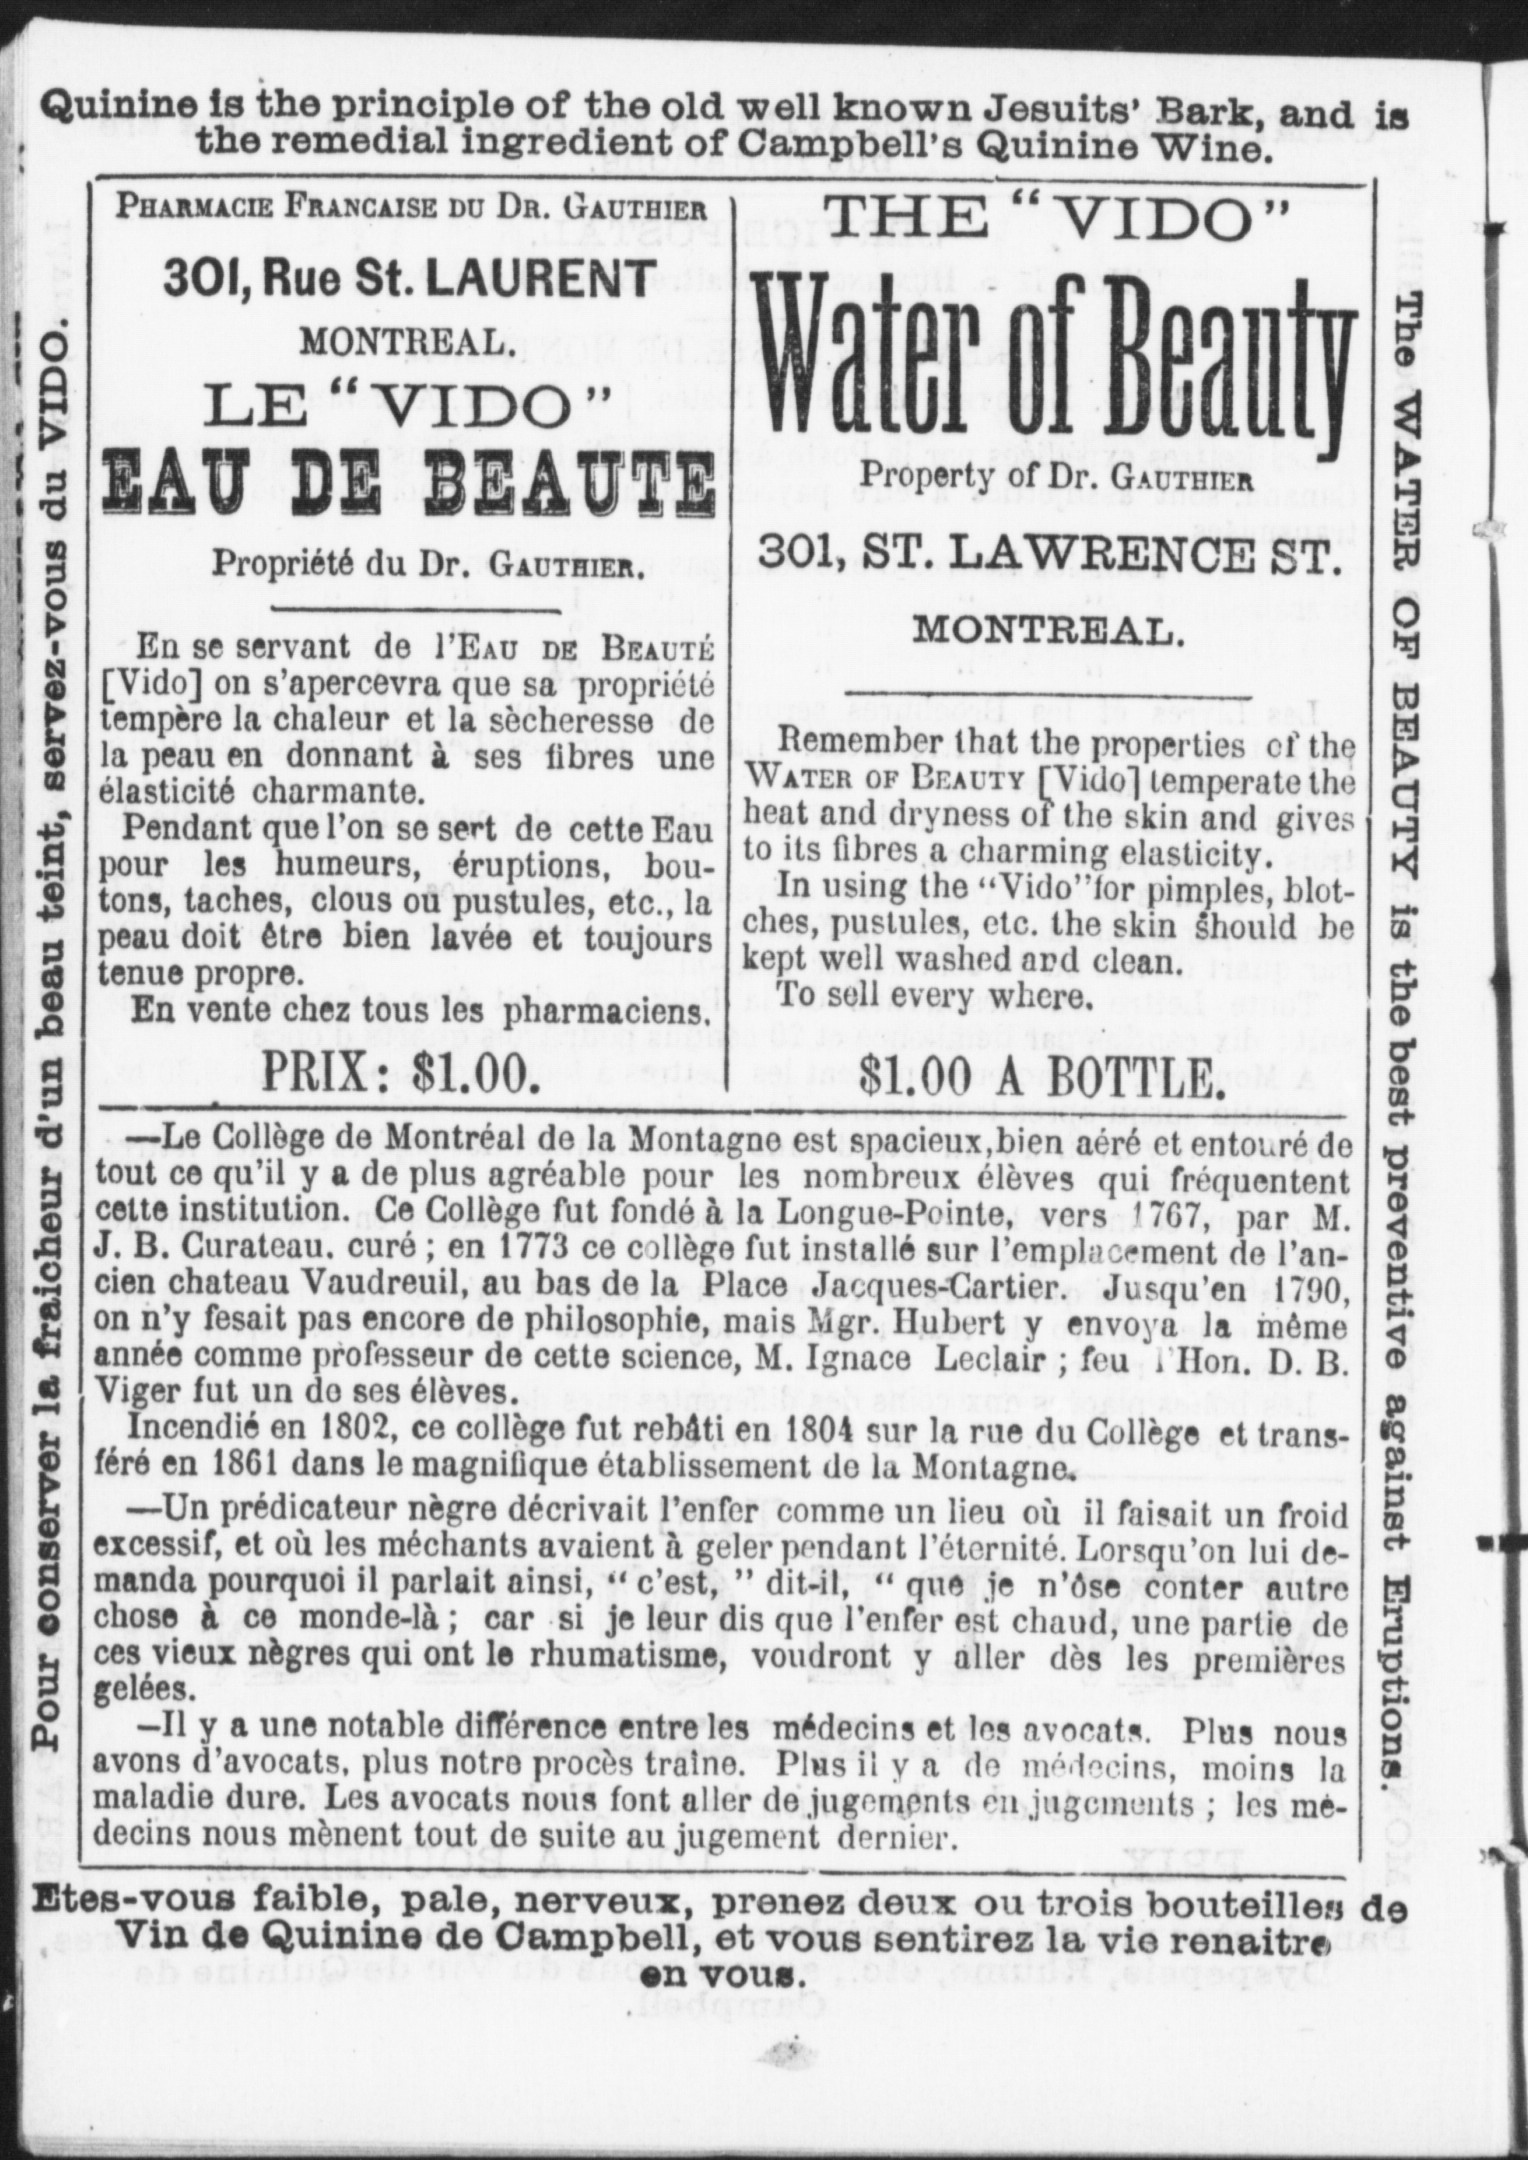 Quinine is the principle of the old well known Jesuits' Bark, and is
the remedial ingredient of Campbell's Quinine Wine.
Pour conserver la fraicheur d'un beau teint, servez-vous du VIDO.
PHARMACIE FRANCAISE DU DR. GAUTHIER
301, Rue St. LAURENT
MONTREAL.
LE "VIDO"
EAU DE BEAUTE
Propriété du Dr. GAUTHIER.
En se servant de l'EAU DE BEAUTÉ
[Vido] on s'apercevra que sa propriété
tempère la chaleur et la sècheresse de
la peau en donnant à ses fibres une
élasticité charmante.
Pendant que l'on se sert de cette Eau
pour les humeurs, éruptions, bou-
tons, taches, clous ou pustules, etc., la
peau doit être bien lavée et toujours
tenue propre.
En vente chez tous les pharmaciens.
PRIX: $1.00.
THE "VIDO"
Water of Beauty
Property of Dr. GAUTHIER
301, ST. LAWRENCE ST.
MONTREAL.
Remember that the properties of the
WATER OF BEAUTY [Vido] temperate the
heat and dryness of the skin and gives
to its fibres a charming elasticity.
In using the "Vido" for pimples, blot-
ches, pustules, etc. the skin should be
kept well washed and clean.
To sell every where.
$1.00 A BOTTLE.
The WATER OF BEAUTY is the best preventive against Eruptions.
—Le Collège de Montréal de la Montagne est spacieux, bien aéré et entouré de
tout ce qu'il y a de plus agréable pour les nombreux élèves qui fréquentent
cette institution. Ce Collège fut fondé à la Longue-Pointe, vers 1767, par M.
J. B. Curateau. curé ; en 1773 ce collège fut installé sur l'emplacement de l'an-
cien chateau Vaudreuil, au bas de la Place Jacques-Cartier. Jusqu'en 1790,
on n'y fesait pas encore de philosophie, mais Mgr. Hubert y envoya la même
année comme professeur de cette science, M. Ignace Leclair ; feu l'Hon. D. B.
Viger fut un de ses élèves.
Incendié en 1802, ce collège fut rebâti en 1804 sur la rue du Collège et trans-
féré en 1861 dans le magnifique établissement de la Montagne.
—Un prédicateur nègre décrivait l'enfer comme un lieu où il faisait un froid
excessif, et où les méchants avaient à geler pendant l'éternité. Lorsqu'on lui de-
manda pourquoi il parlait ainsi, "c'est," dit-il, "que je n'ôse conter autre
chose à ce monde-là ; car si je leur dis que l'enfer est chaud, une partie de
ces vieux nègres qui ont le rhumatisme, voudront y aller dès les premières
gelées.
—Il y a une notable différence entre les médecins et les avocats. Plus nous
avons d'avocats, plus notre procès traîne. Plus il y a de médecins, moins la
maladie dure. Les avocats nous font aller de jugements en jugements ; les mé-
decins nous mènent tout de suite au jugement dernier.
Etes-vous faible, pale, nerveux, prenez deux ou trois bouteilles de
Vin de Quinine de Campbell, et vous sentirez la vie renaitre
en vous.